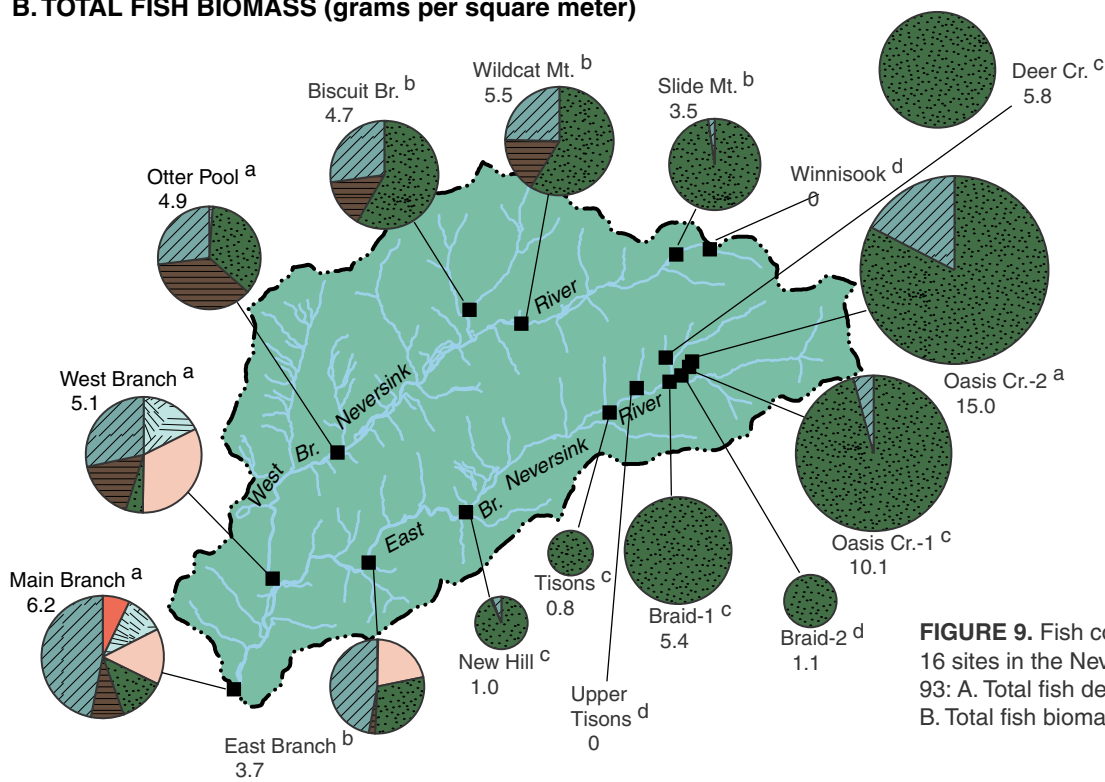 B. TOTAL FISH BIOMASS (grams per square meter)
Deer Cr. c
5.8
Wildcat Mt. b
5.5
Biscuit Br. b
4.7
Slide Mt. b
3.5
Winnisook d
0
Otter Pool a
4.9
Oasis Cr.-2 a
15.0
West Branch a
5.1
West Br. Neversink River
East Br. Neversink River
Oasis Cr.-1 c
10.1
Main Branch a
6.2
Tisons c
0.8
Braid-1 c
5.4
Braid-2 d
1.1
New Hill c
1.0
Upper
Tisons d
0
East Branch b
3.7
FIGURE 9. Fish co
16 sites in the Nev
93: A. Total fish de
B. Total fish bioma